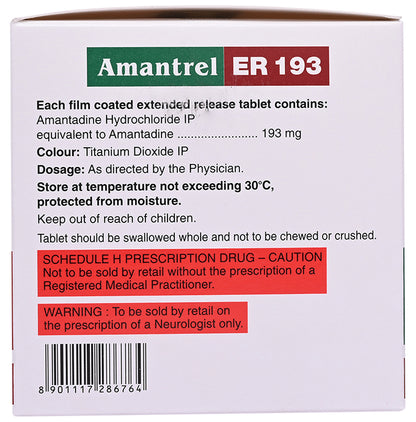 Amantrel ER 193
Each film coated extended release tablet contains:
Amantadine Hydrochloride IP
equivalent to Amantadine ........................ 193 mg
Colour: Titanium Dioxide IP
Dosage: As directed by the Physician.
Store at temperature not exceeding 30°C,
protected from moisture.
Keep out of reach of children.
Tablet should be swallowed whole and not to be chewed or crushed.
SCHEDULE H PRESCRIPTION DRUG – CAUTION
Not to be sold by retail without the prescription of a
Registered Medical Practitioner.
WARNING : To be sold by retail on
the prescription of a Neurologist only.
8 901117 286764